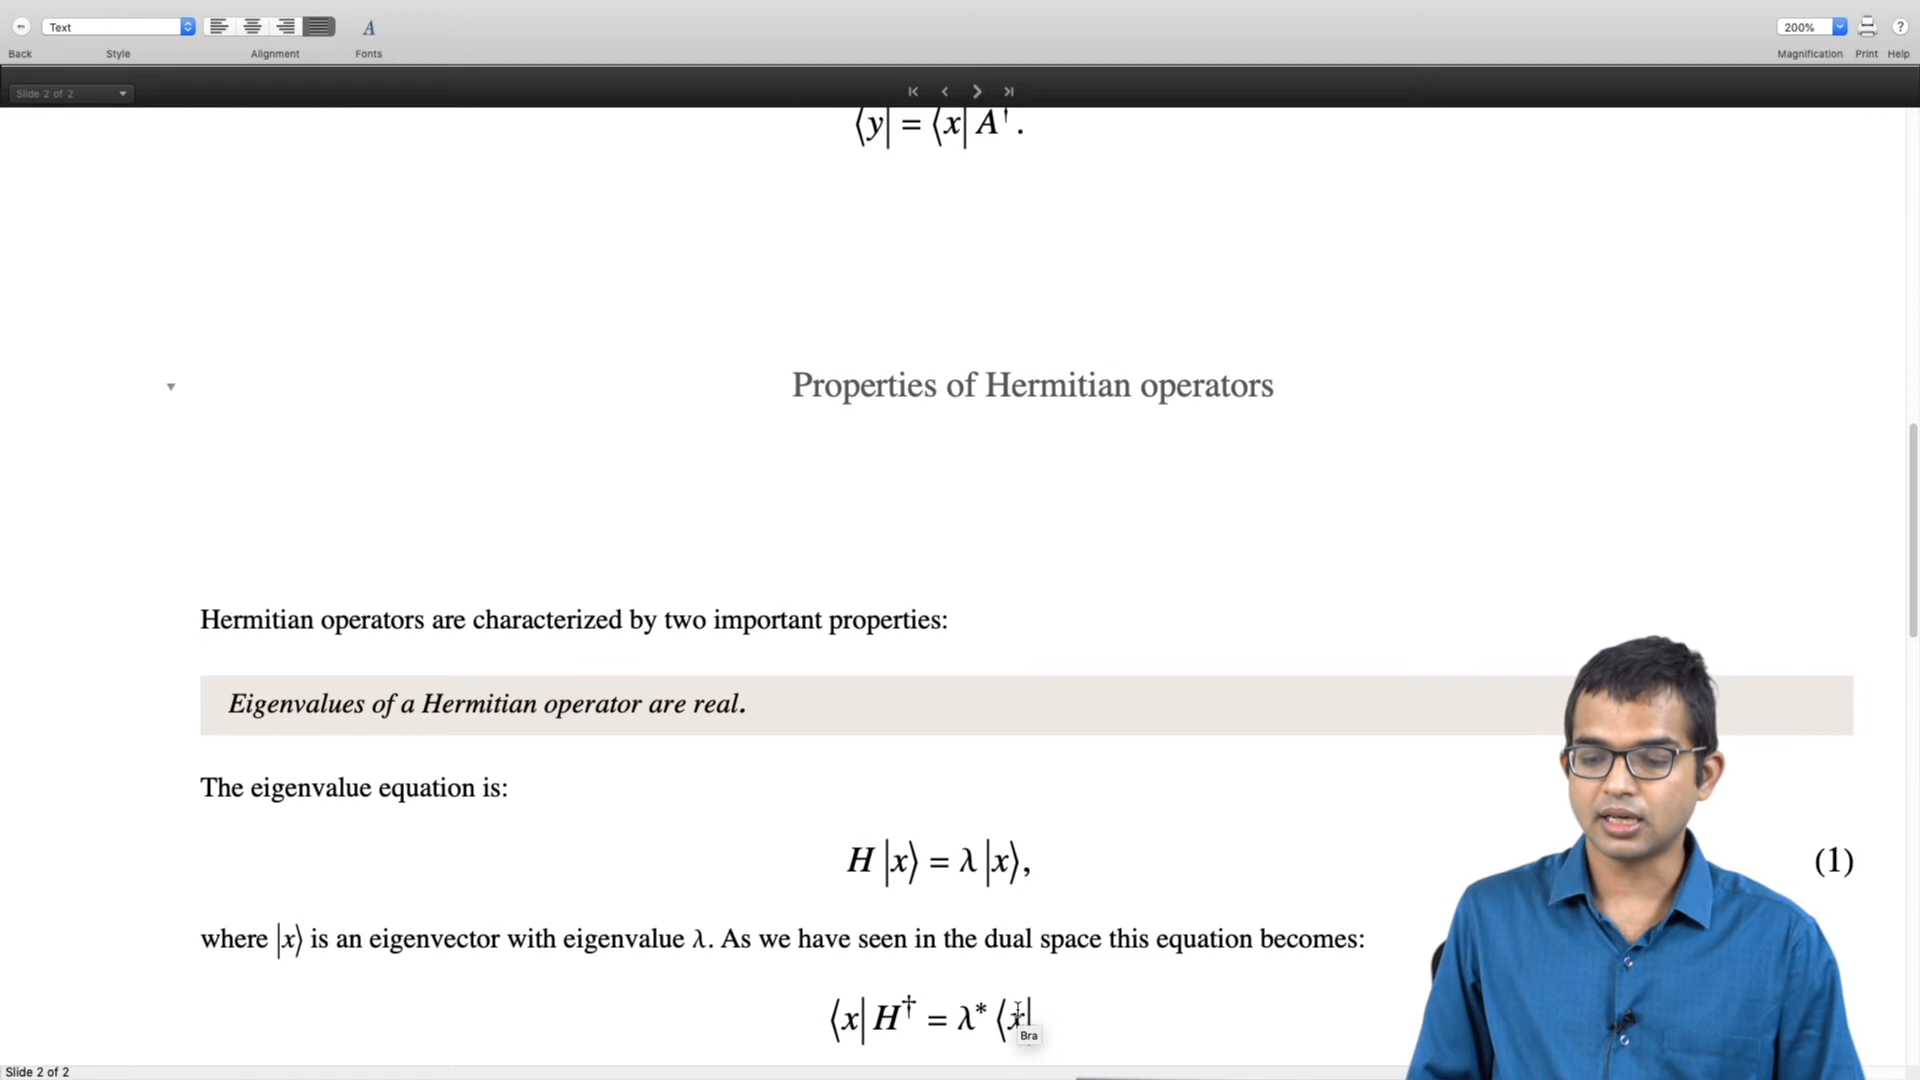 Text
200%
Back Style Alignment Fonts Magnification Print Help
Slide 2 of 2
⟨y| = ⟨x| A†.
Properties of Hermitian operators
Hermitian operators are characterized by two important properties:
Eigenvalues of a Hermitian operator are real.
The eigenvalue equation is:
H |x⟩ = λ |x⟩, (1)
where |x⟩ is an eigenvector with eigenvalue λ. As we have seen in the dual space this equation becomes:
⟨x| H† = λ* ⟨x|
Bra
Slide 2 of 2